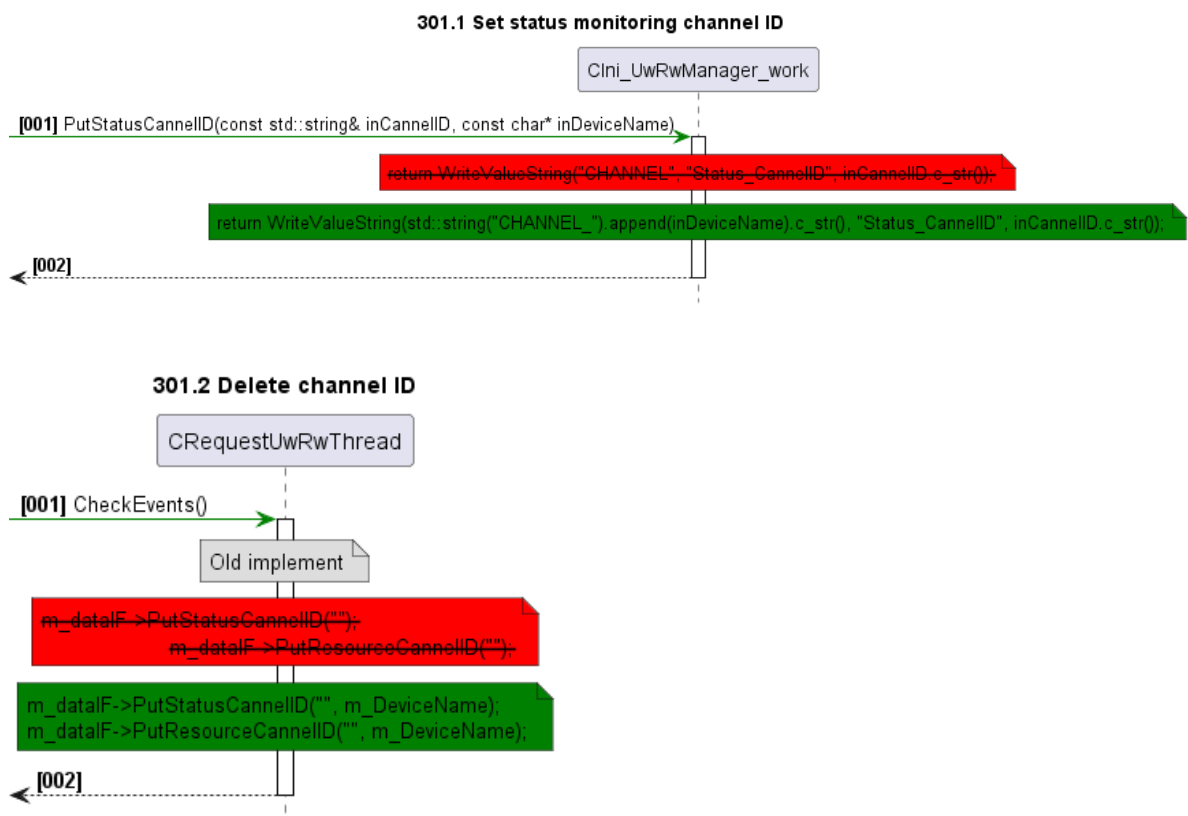 301.1 Set status monitoring channel ID
CIni_UwRwManager_work
[001] PutStatusCannelID(const std::string& inCannelID, const char* inDeviceName)
return WriteValueString("CHANNEL", "Status_CannelID", inCannelID.c_str());
return WriteValueString(std::string("CHANNEL_").append(inDeviceName).c_str(), "Status_CannelID", inCannelID.c_str());
[002]
301.2 Delete channel ID
CRequestUwRwThread
[001] CheckEvents()
Old implement
m_dataIF->PutStatusCannelID("");
m_dataIF->PutResourceCannelID("");
m_dataIF->PutStatusCannelID("", m_DeviceName);
m_dataIF->PutResourceCannelID("", m_DeviceName);
[002]